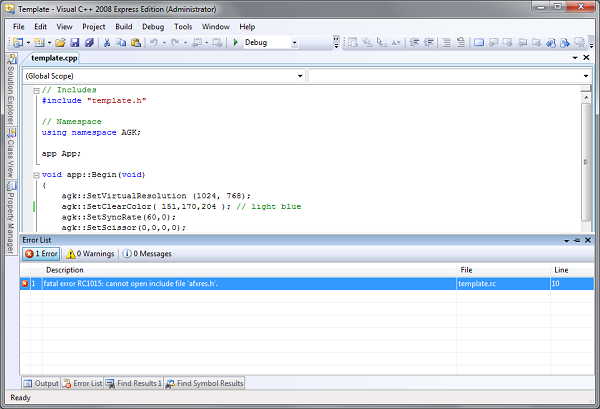 Template - Visual C++ 2008 Express Edition (Administrator)
File Edit View Project Build Debug Tools Window Help
Debug
template.cpp
(Global Scope)
// Includes
#include "template.h"
// Namespace
using namespace AGK;
app App;
void app::Begin(void)
{
agk::SetVirtualResolution (1024, 768);
agk::SetClearColor( 151,170,204 ); // light blue
agk::SetSyncRate(60,0);
agk::SetScissor(0,0,0,0);
Solution Explorer
Class View
Property Manager
Error List
1 Error 0 Warnings 0 Messages
Description File Line
1 fatal error RC1015: cannot open include file 'afxres.h'. template.rc 10
Output Error List Find Results 1 Find Symbol Results
Ready